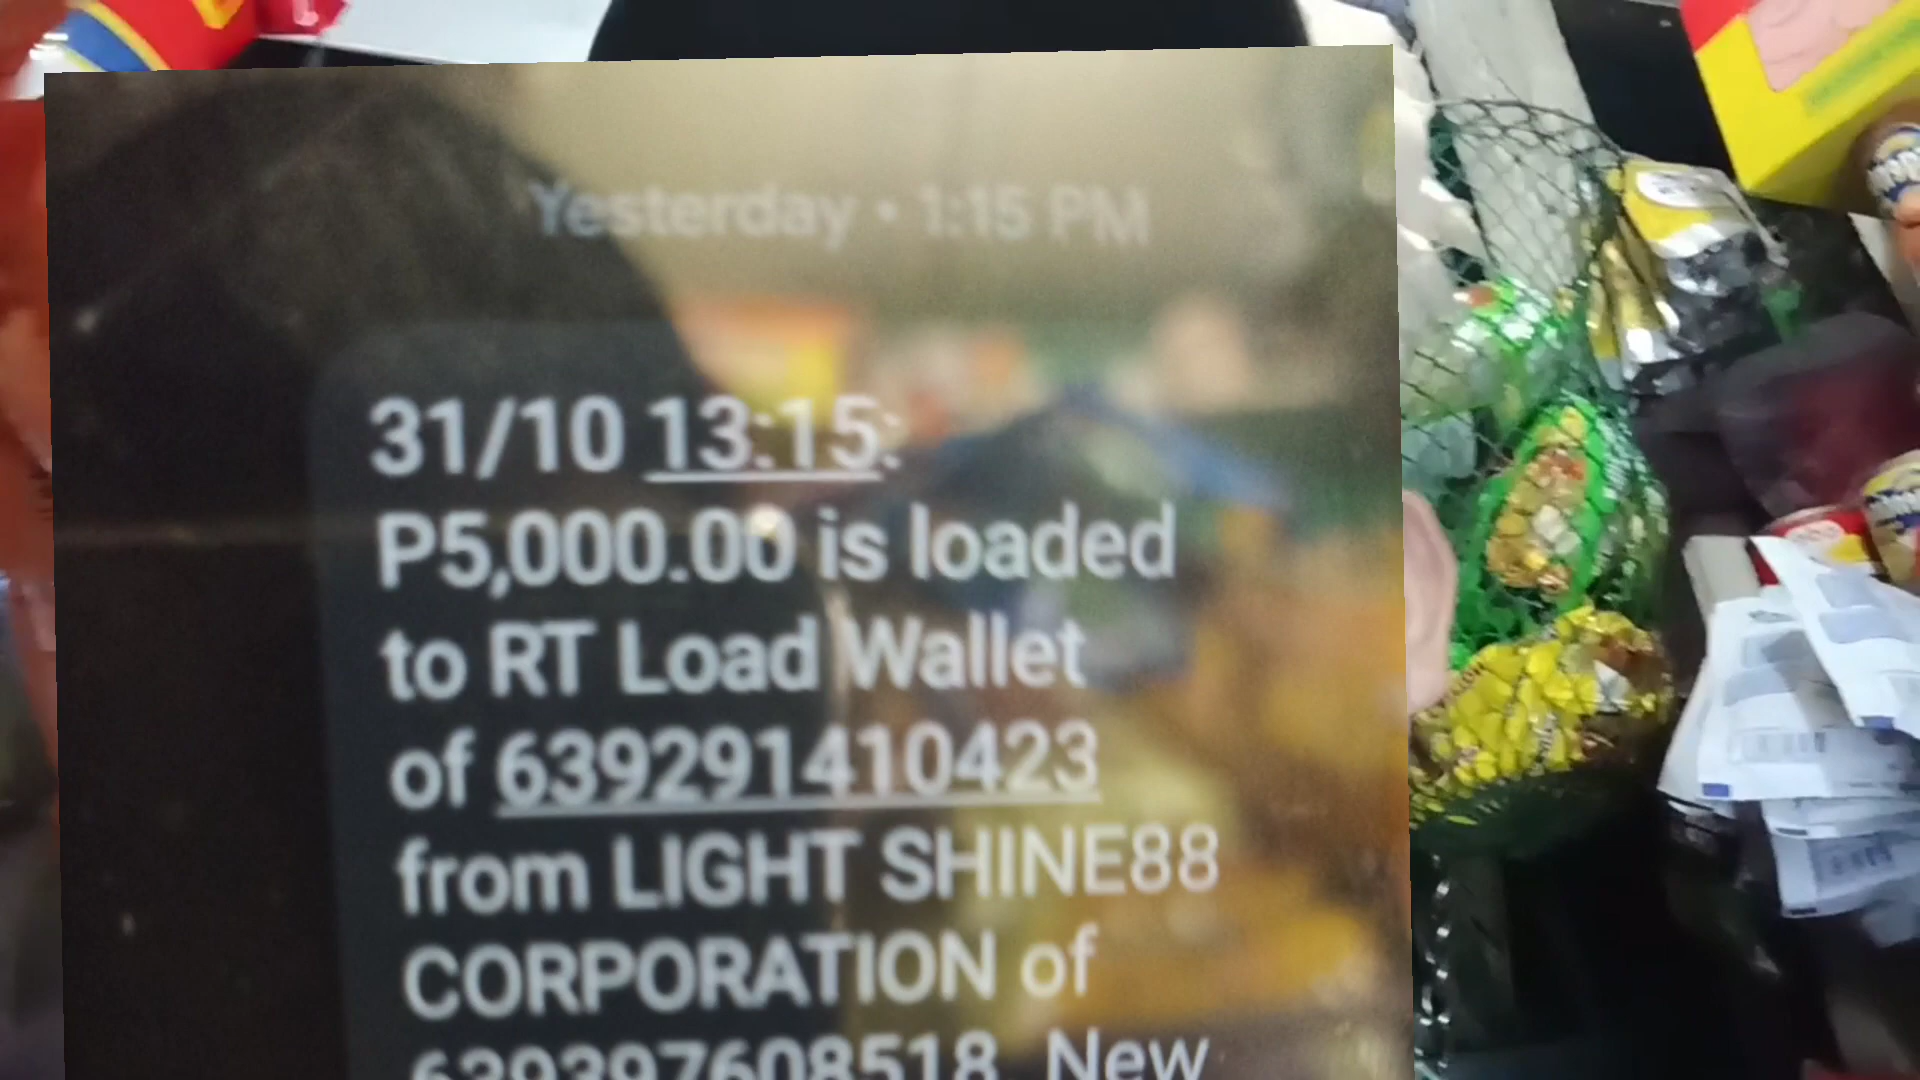 Yesterday • 1:15 PM
31/10 13:15:
P5,000.00 is loaded
to RT Load Wallet
of 639291410423
from LIGHT SHINE88
CORPORATION of
639397608518. New